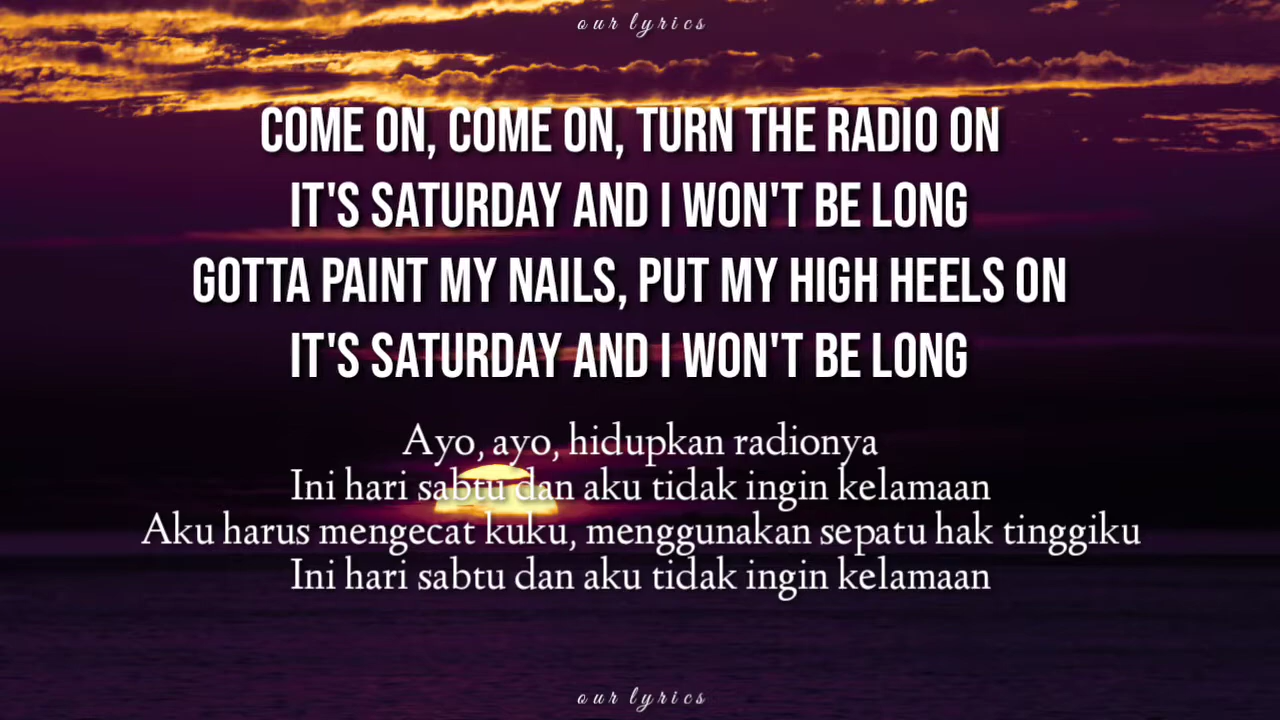 our lyrics
COME ON, COME ON, TURN THE RADIO ON
IT'S SATURDAY AND I WON'T BE LONG
GOTTA PAINT MY NAILS, PUT MY HIGH HEELS ON
IT'S SATURDAY AND I WON'T BE LONG
Ayo, ayo, hidupkan radionya
Ini hari sabtu dan aku tidak ingin kelamaan
Aku harus mengecat kuku, menggunakan sepatu hak tinggiku
Ini hari sabtu dan aku tidak ingin kelamaan
our lyrics